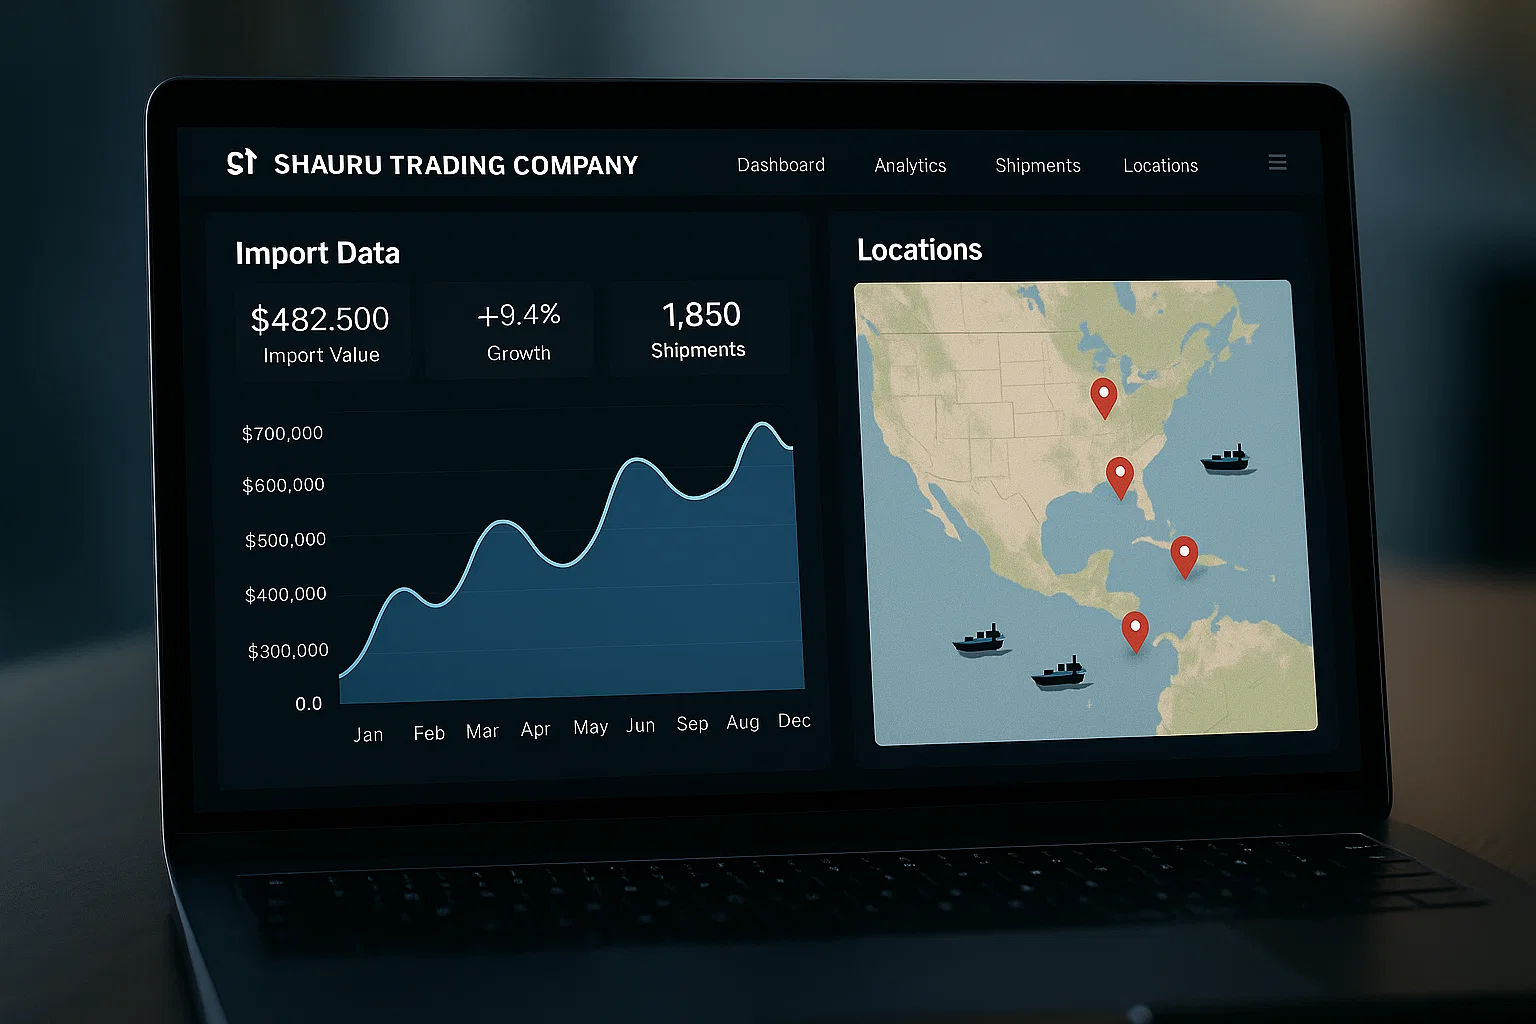 SHAURU TRADING COMPANY
Dashboard
Analytics
Shipments
Locations
Import Data
$482.500
Import Value
+9.4%
Growth
1,850
Shipments
$700,000
$600,000
$500,000
$400,000
$300,000
0.0
Jan
Feb
Mar
Apr
May
Jun
Sep
Aug
Dec
Locations